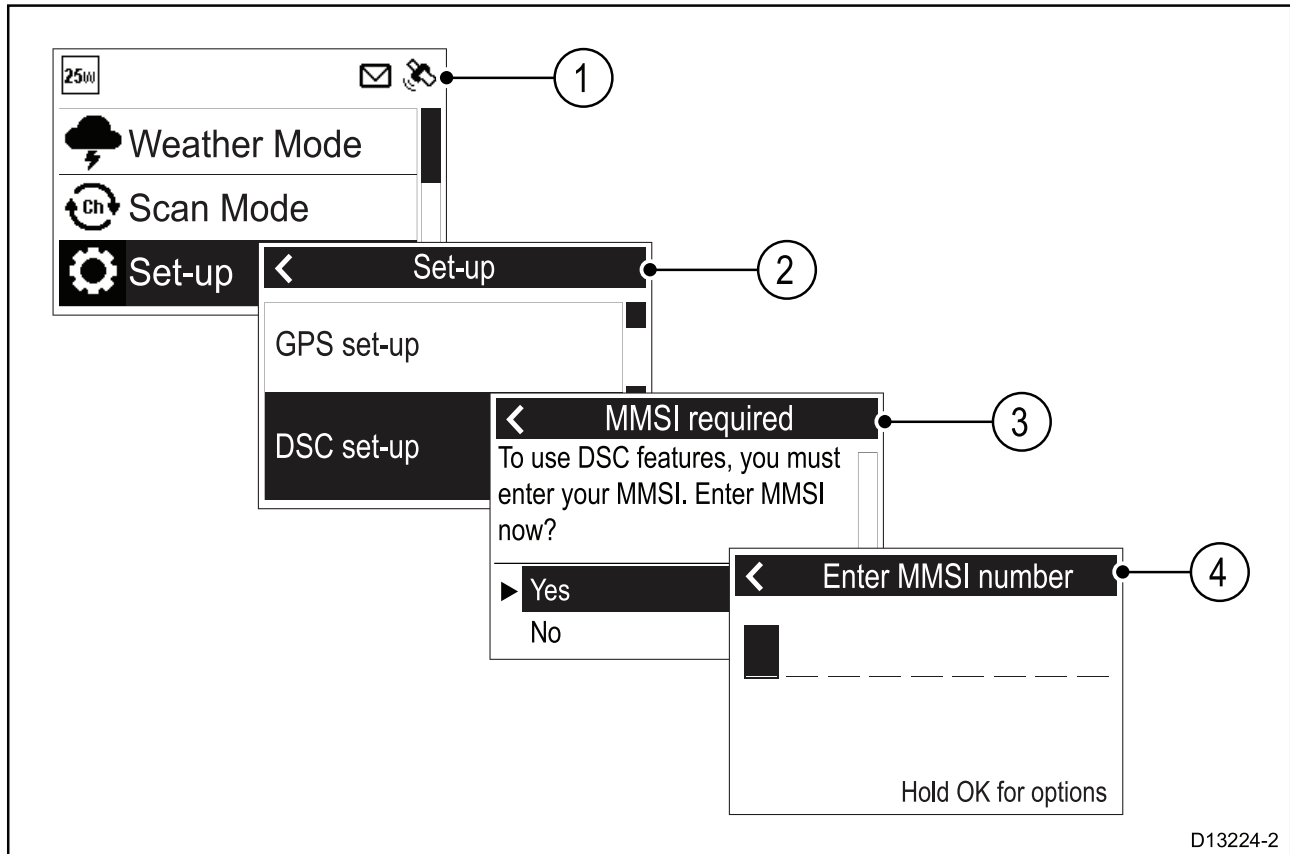 25W
1
Weather Mode
Ch
Scan Mode
Set-up
Set-up
2
GPS set-up
DSC set-up
MMSI required
3
To use DSC features, you must
enter your MMSI. Enter MMSI
now?
Yes
No
Enter MMSI number
4
Hold OK for options
D13224-2